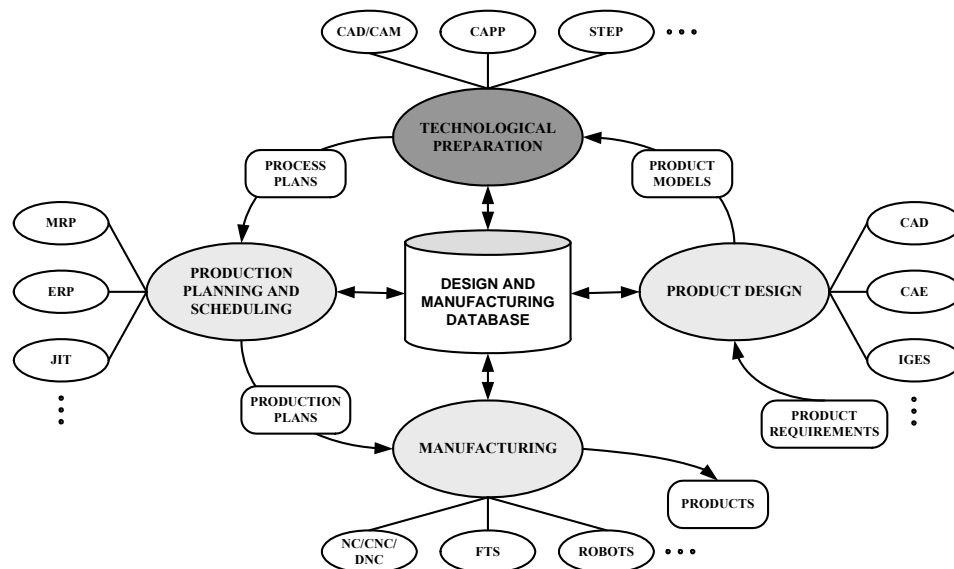 CAD/CAM
CAPP
STEP
TECHNOLOGICAL
PREPARATION
PROCESS
PLANS
PRODUCT
MODELS
MRP
ERP
JIT
PRODUCTION
PLANNING AND
SCHEDULING
DESIGN AND
MANUFACTURING
DATABASE
PRODUCT DESIGN
CAD
CAE
IGES
PRODUCTION
PLANS
PRODUCT
REQUIREMENTS
MANUFACTURING
PRODUCTS
NC/CNC/
DNC
FTS
ROBOTS